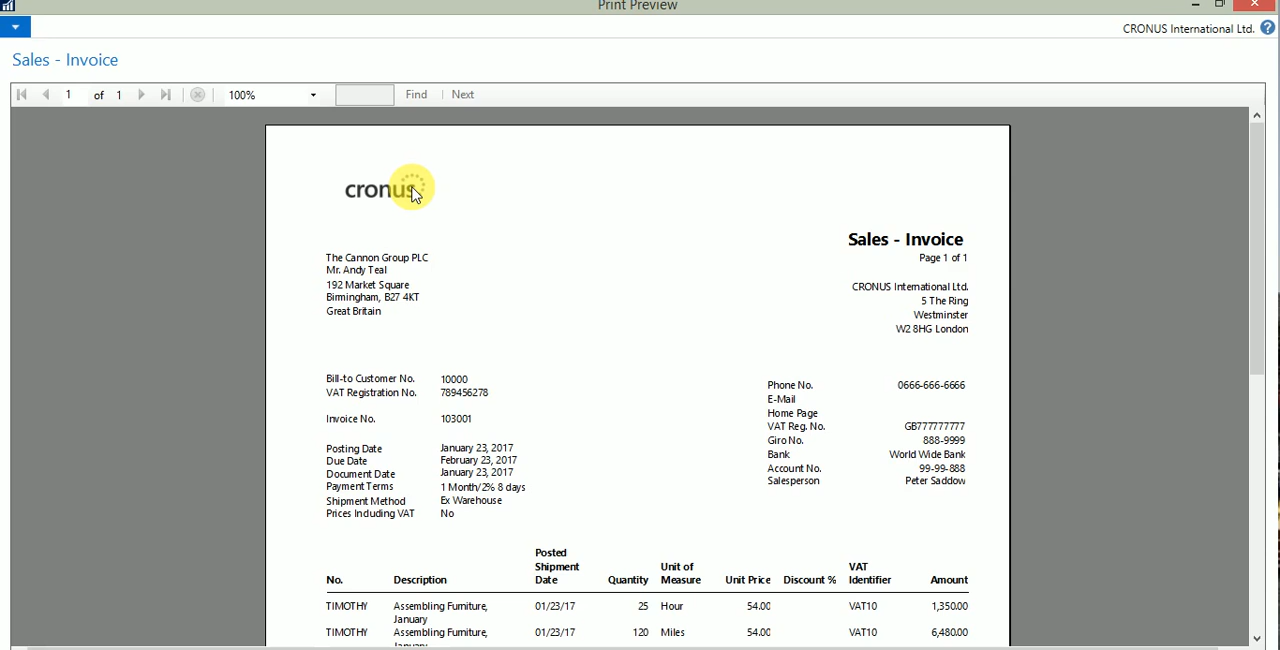 Print Preview
CRONUS International Ltd. ?
Sales - Invoice
1 of 1 100% Find Next
cronus
Sales - Invoice
Page 1 of 1
The Cannon Group PLC
Mr. Andy Teal
192 Market Square
Birmingham, B27 4KT
Great Britain
CRONUS International Ltd.
5 The Ring
Westminster
W2 8HG London
Bill-to Customer No. 10000
VAT Registration No. 789456278
Invoice No. 103001
Posting Date January 23, 2017
Due Date February 23, 2017
Document Date January 23, 2017
Payment Terms 1 Month/2% 8 days
Shipment Method Ex Warehouse
Prices Including VAT No
Phone No. 0666-666-6666
E-Mail
Home Page
VAT Reg. No. GB777777777
Giro No. 888-9999
Bank World Wide Bank
Account No. 99-99-888
Salesperson Peter Saddow
Posted
Shipment Unit of VAT
No. Description Date Quantity Measure Unit Price Discount % Identifier Amount
TIMOTHY Assembling Furniture, 01/23/17 25 Hour 54.00 VAT10 1,350.00
January
TIMOTHY Assembling Furniture, 01/23/17 120 Miles 54.00 VAT10 6,480.00
January